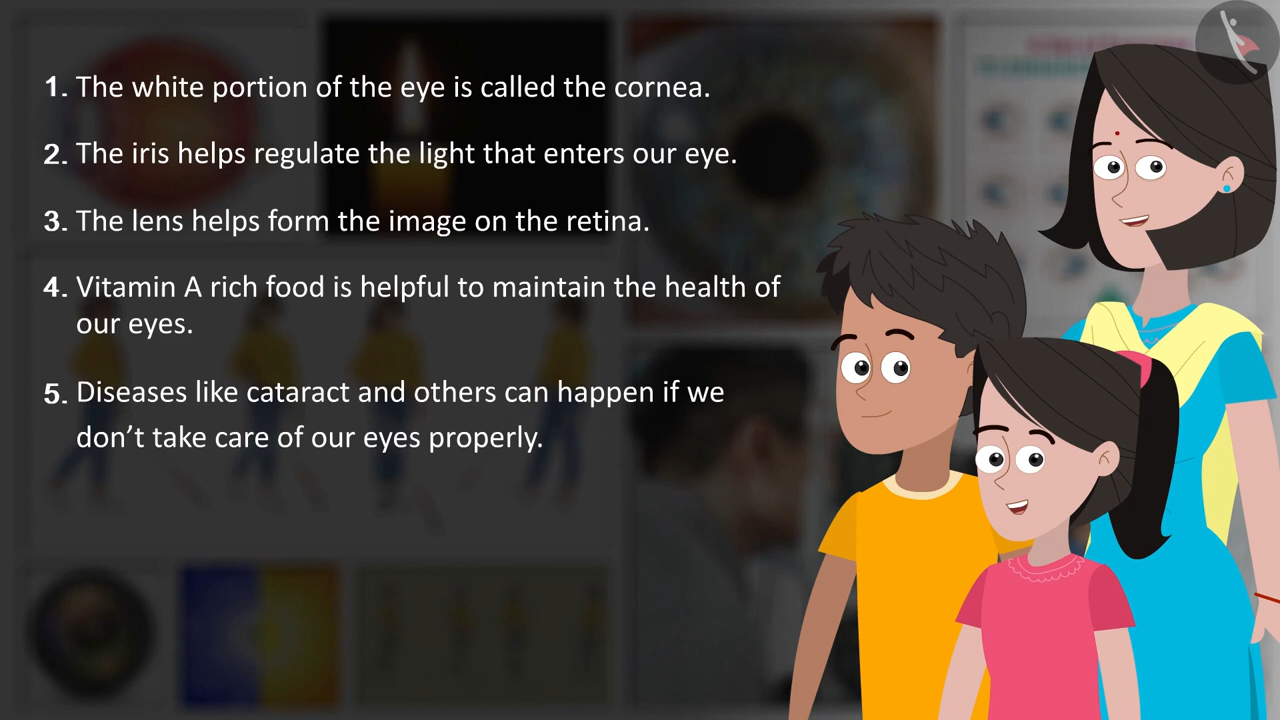 1. The white portion of the eye is called the cornea.
2. The iris helps regulate the light that enters our eye.
3. The lens helps form the image on the retina.
4. Vitamin A rich food is helpful to maintain the health of
our eyes.
5. Diseases like cataract and others can happen if we
don’t take care of our eyes properly.